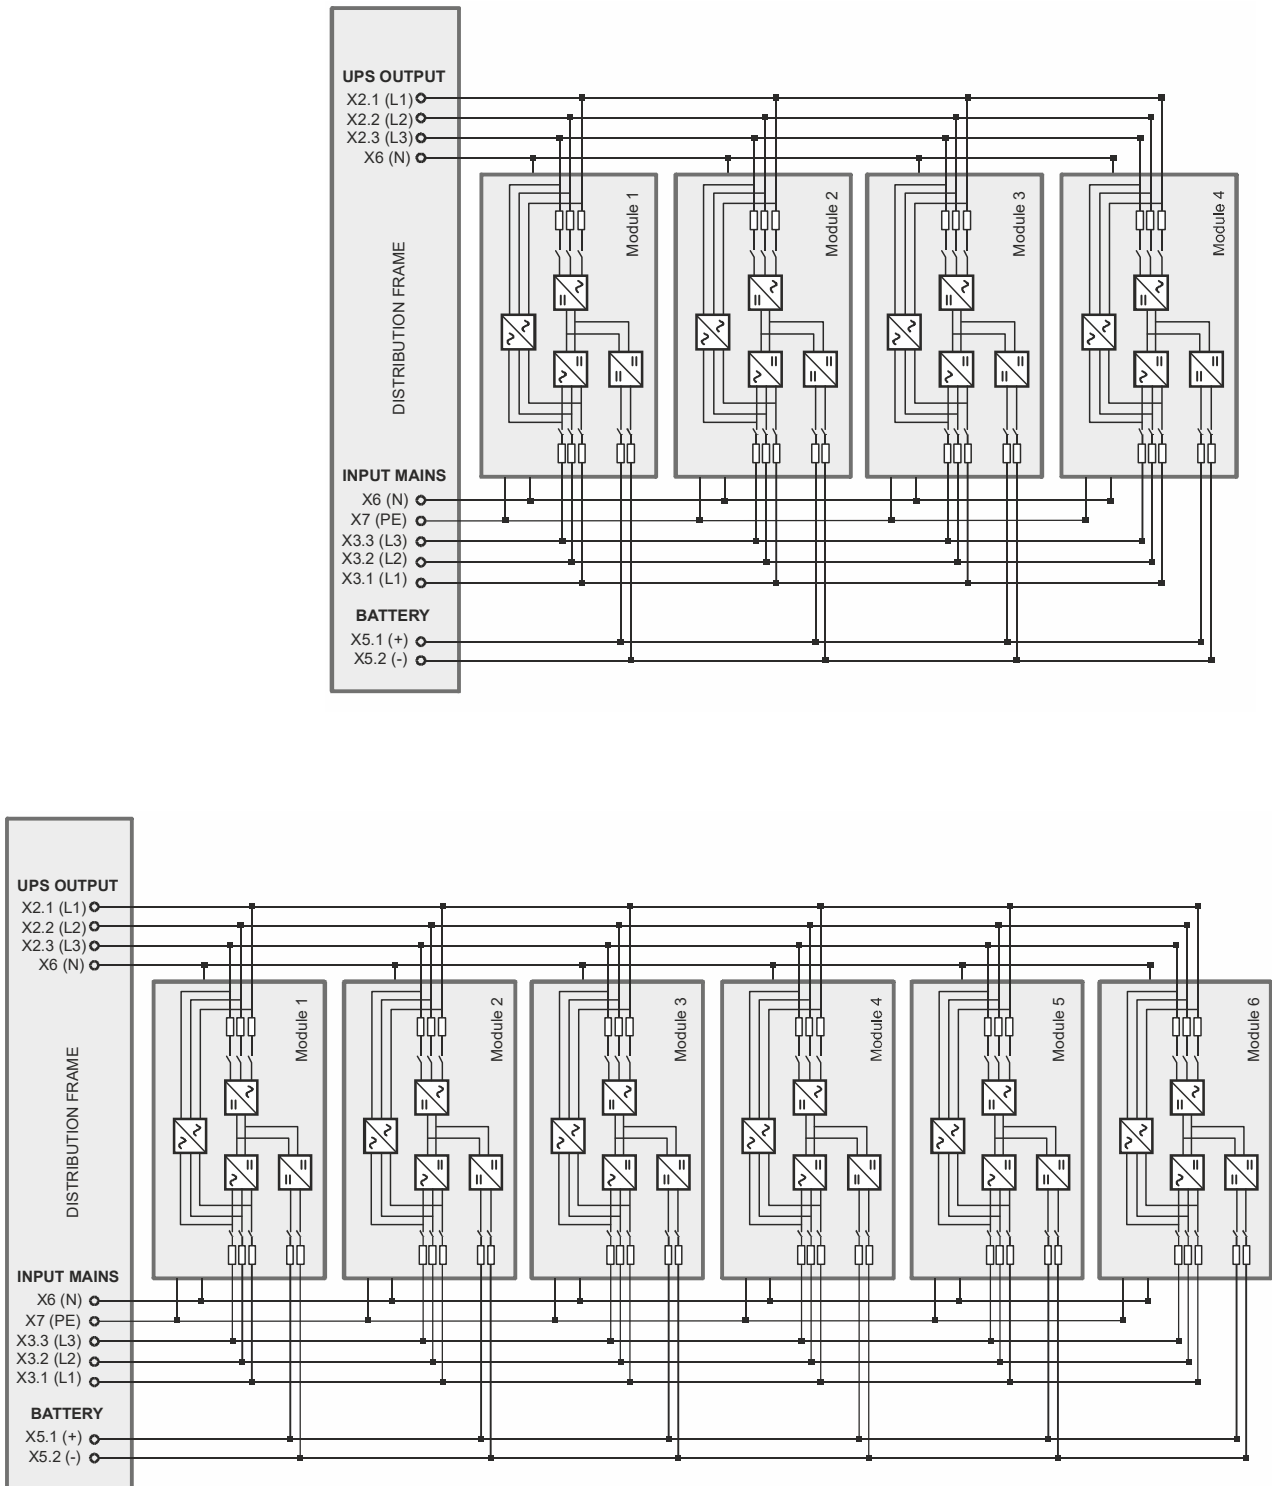 UPS OUTPUT
X2.1 (L1)
X2.2 (L2)
X2.3 (L3)
X6 (N)
DISTRIBUTION FRAME
Module 1
Module 2
Module 3
Module 4
INPUT MAINS
X6 (N)
X7 (PE)
X3.3 (L3)
X3.2 (L2)
X3.1 (L1)
BATTERY
X5.1 (+)
X5.2 (-)
UPS OUTPUT
X2.1 (L1)
X2.2 (L2)
X2.3 (L3)
X6 (N)
DISTRIBUTION FRAME
Module 1
Module 2
Module 3
Module 4
Module 5
Module 6
INPUT MAINS
X6 (N)
X7 (PE)
X3.3 (L3)
X3.2 (L2)
X3.1 (L1)
BATTERY
X5.1 (+)
X5.2 (-)